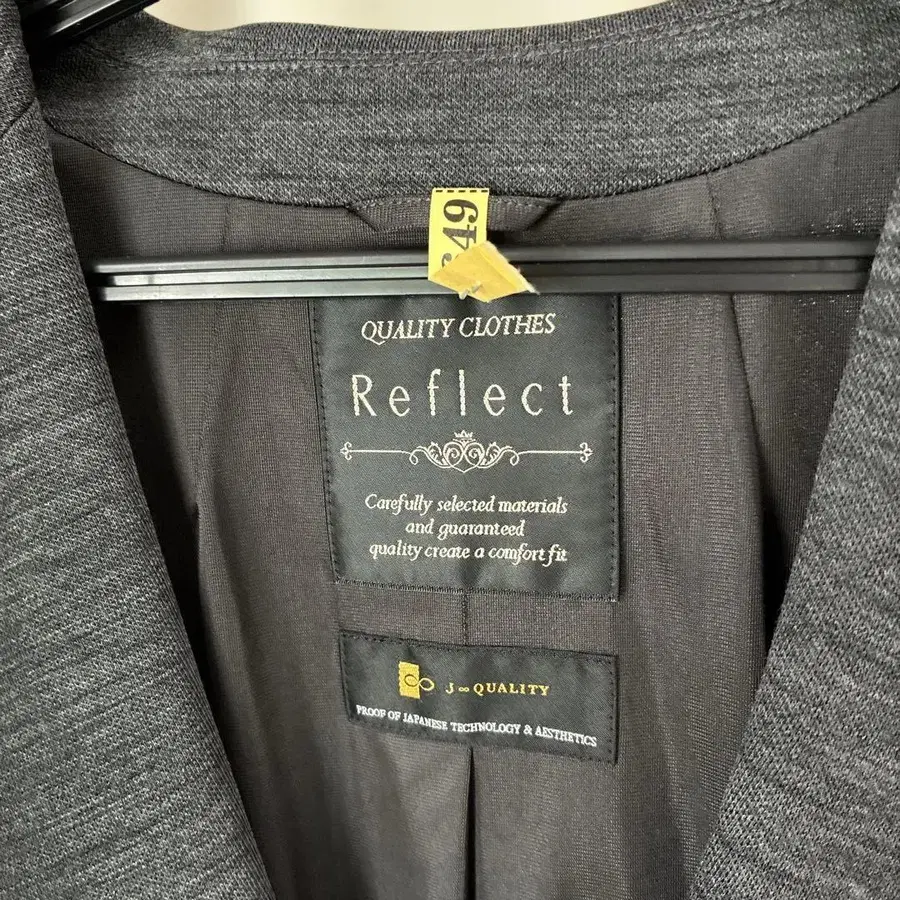 49
QUALITY CLOTHES
Reflect
Carefully selected materials
and guaranteed
quality create a comfort fit
J∞QUALITY
PROOF OF JAPANESE TECHNOLOGY & AESTHETICS